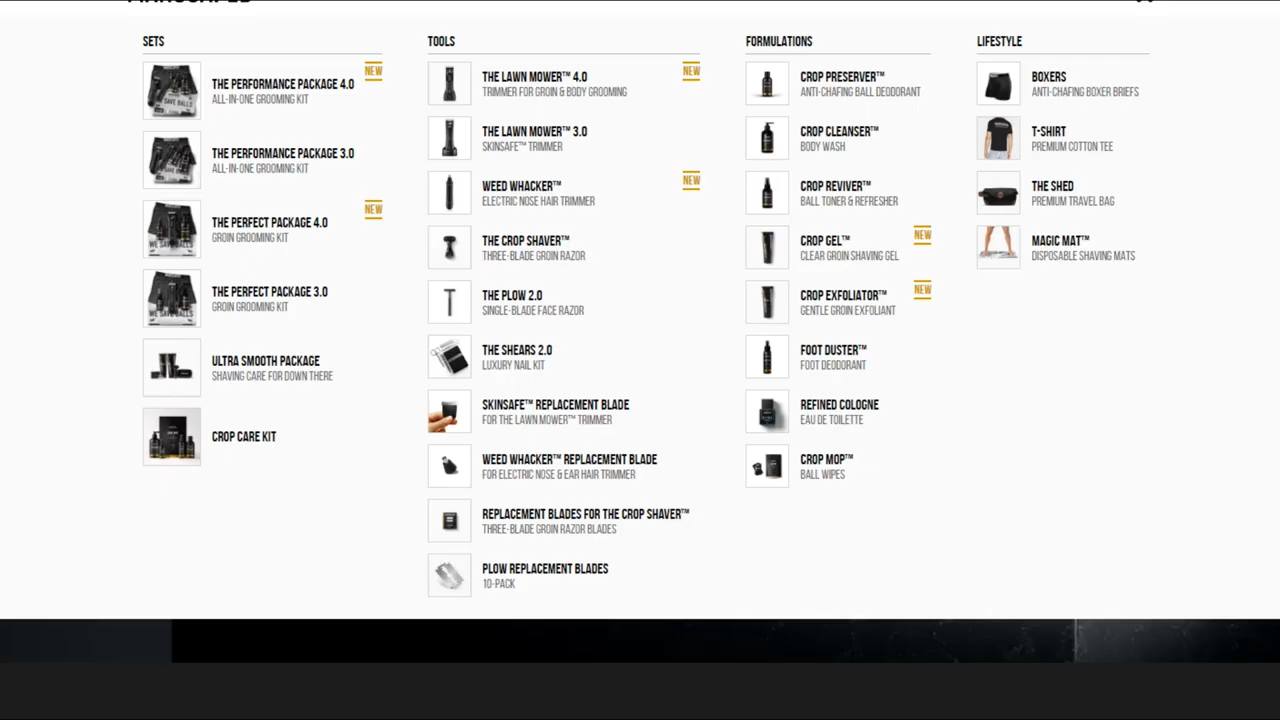 SETS
NEW
THE PERFORMANCE PACKAGE 4.0
ALL-IN-ONE GROOMING KIT
THE PERFORMANCE PACKAGE 3.0
ALL-IN-ONE GROOMING KIT
NEW
THE PERFECT PACKAGE 4.0
GROIN GROOMING KIT
THE PERFECT PACKAGE 3.0
GROIN GROOMING KIT
ULTRA SMOOTH PACKAGE
SHAVING CARE FOR DOWN THERE
CROP CARE KIT
TOOLS
NEW
THE LAWN MOWER™ 4.0
TRIMMER FOR GROIN & BODY GROOMING
THE LAWN MOWER™ 3.0
SKINSAFE™ TRIMMER
NEW
WEED WHACKER™
ELECTRIC NOSE HAIR TRIMMER
THE CROP SHAVER™
THREE-BLADE GROIN RAZOR
THE PLOW 2.0
SINGLE-BLADE FACE RAZOR
THE SHEARS 2.0
LUXURY NAIL KIT
SKINSAFE™ REPLACEMENT BLADE
FOR THE LAWN MOWER™ TRIMMER
WEED WHACKER™ REPLACEMENT BLADE
FOR ELECTRIC NOSE & EAR HAIR TRIMMER
REPLACEMENT BLADES FOR THE CROP SHAVER™
THREE-BLADE GROIN RAZOR BLADES
PLOW REPLACEMENT BLADES
10-PACK
FORMULATIONS
CROP PRESERVER™
ANTI-CHAFING BALL DEODORANT
CROP CLEANSER™
BODY WASH
CROP REVIVER™
BALL TONER & REFRESHER
NEW
CROP GEL™
CLEAR GROIN SHAVING GEL
NEW
CROP EXFOLIATOR™
GENTLE GROIN EXFOLIANT
FOOT DUSTER™
FOOT DEODORANT
REFINED COLOGNE
EAU DE TOILETTE
CROP MOP™
BALL WIPES
LIFESTYLE
BOXERS
ANTI-CHAFING BOXER BRIEFS
T-SHIRT
PREMIUM COTTON TEE
THE SHED
PREMIUM TRAVEL BAG
MAGIC MAT™
DISPOSABLE SHAVING MATS